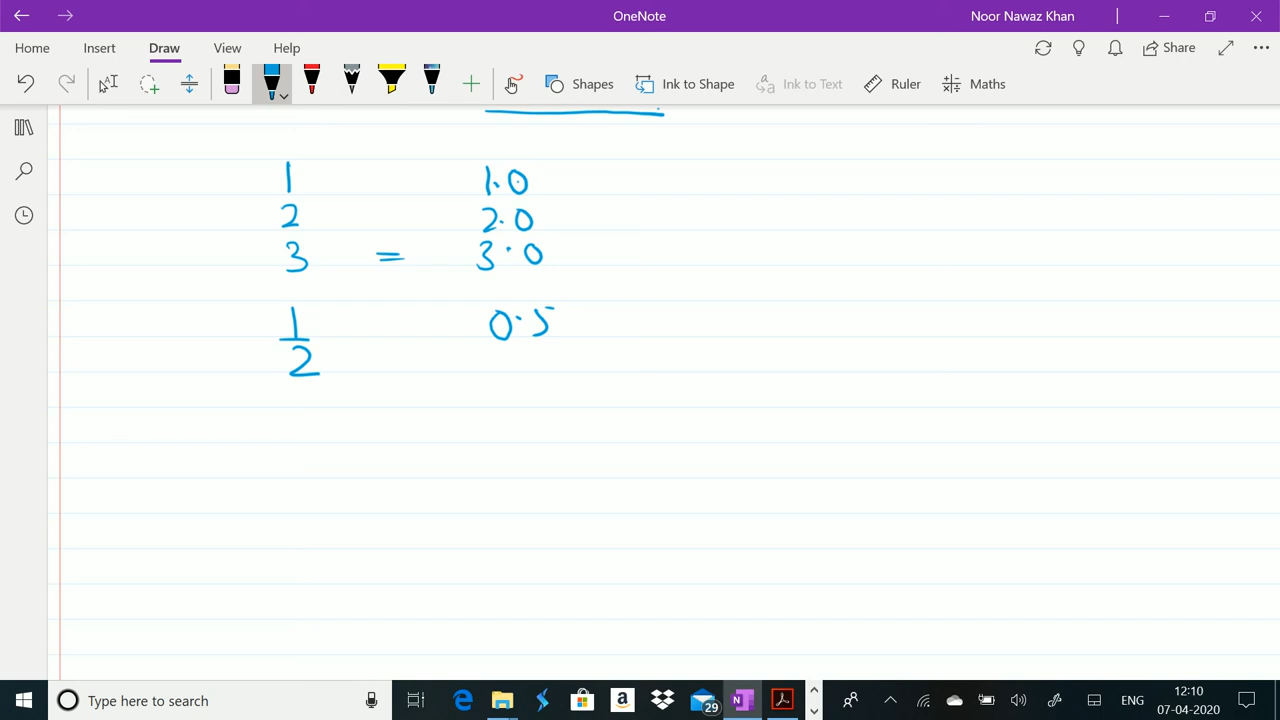 OneNote
Noor Nawaz Khan
Home Insert Draw View Help
Share
Shapes Ink to Shape Ink to Text Ruler Maths
1 1.0
2 2.0
3 = 3.0
1 0.5
2
Type here to search
29
ENG
12:10
07-04-2020